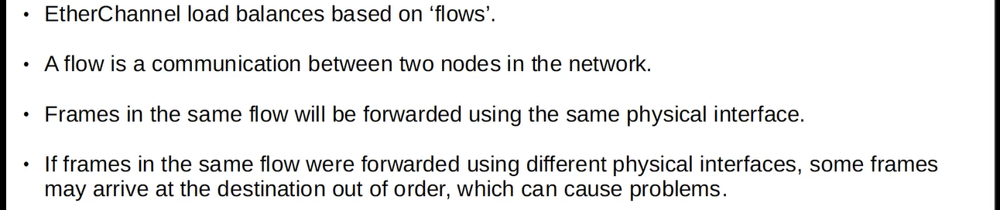 • EtherChannel load balances based on ‘flows’.
• A flow is a communication between two nodes in the network.
• Frames in the same flow will be forwarded using the same physical interface.
• If frames in the same flow were forwarded using different physical interfaces, some frames
may arrive at the destination out of order, which can cause problems.